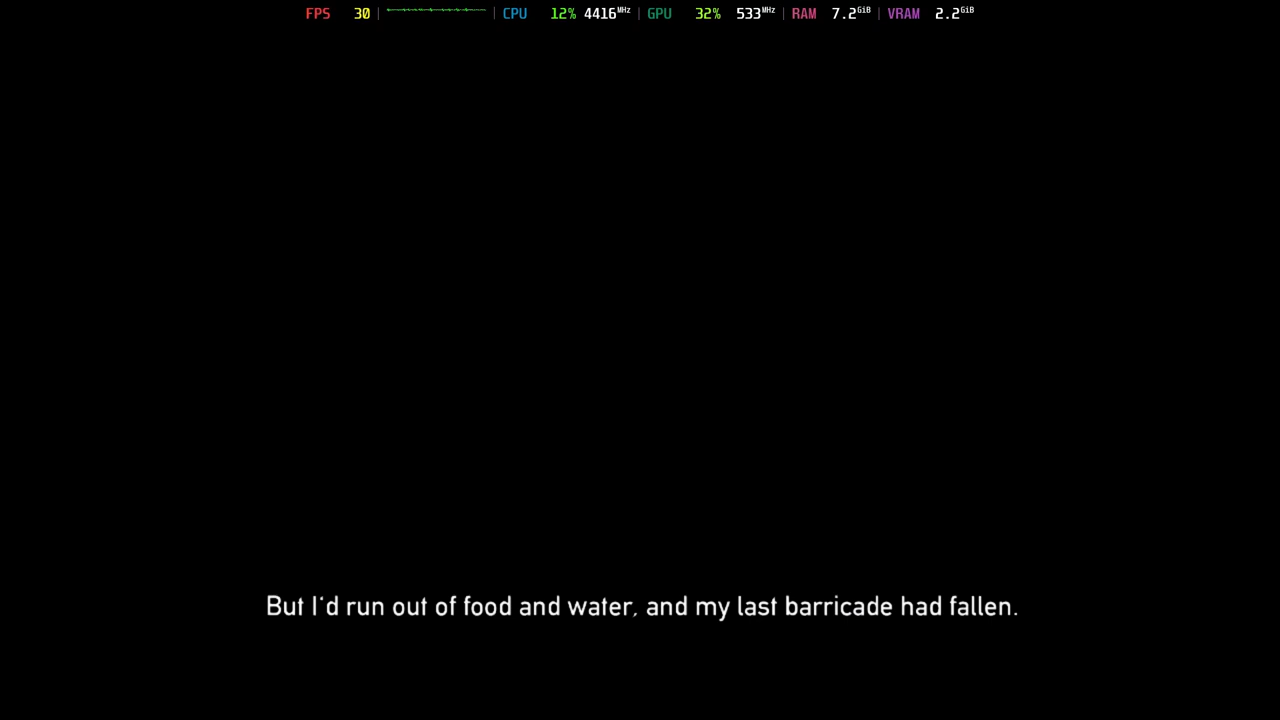 FPS 30 | CPU 12% 4416MHz | GPU 32% 533MHz | RAM 7.2GiB | VRAM 2.2GiB
But I'd run out of food and water, and my last barricade had fallen.